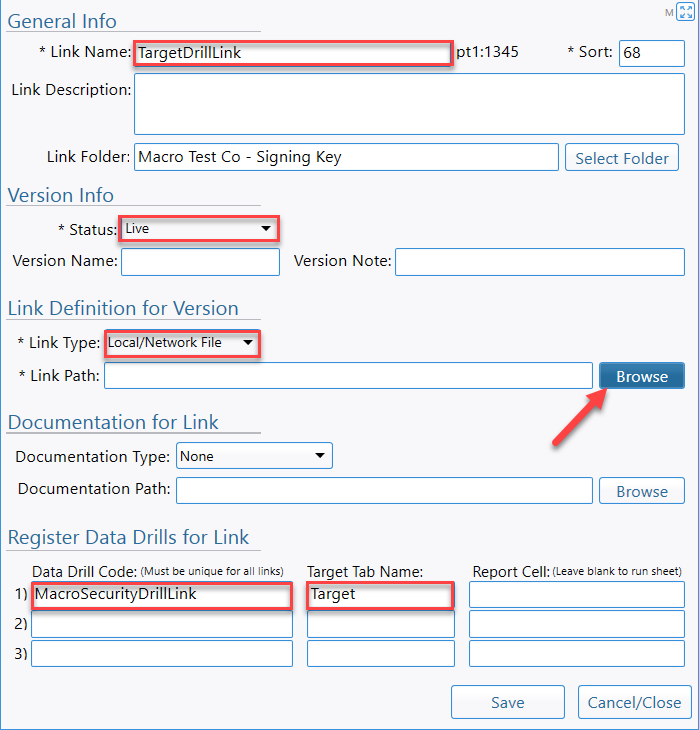 General Info
M
* Link Name: TargetDrillLink pt1:1345 * Sort: 68
Link Description:
Link Folder: Macro Test Co - Signing Key Select Folder
Version Info
* Status: Live
Version Name: Version Note:
Link Definition for Version
* Link Type: Local/Network File
* Link Path: Browse
Documentation for Link
Documentation Type: None
Documentation Path: Browse
Register Data Drills for Link
Data Drill Code: (Must be unique for all links) Target Tab Name: Report Cell: (Leave blank to run sheet)
1) MacroSecurityDrillLink Target
2)
3)
Save Cancel/Close